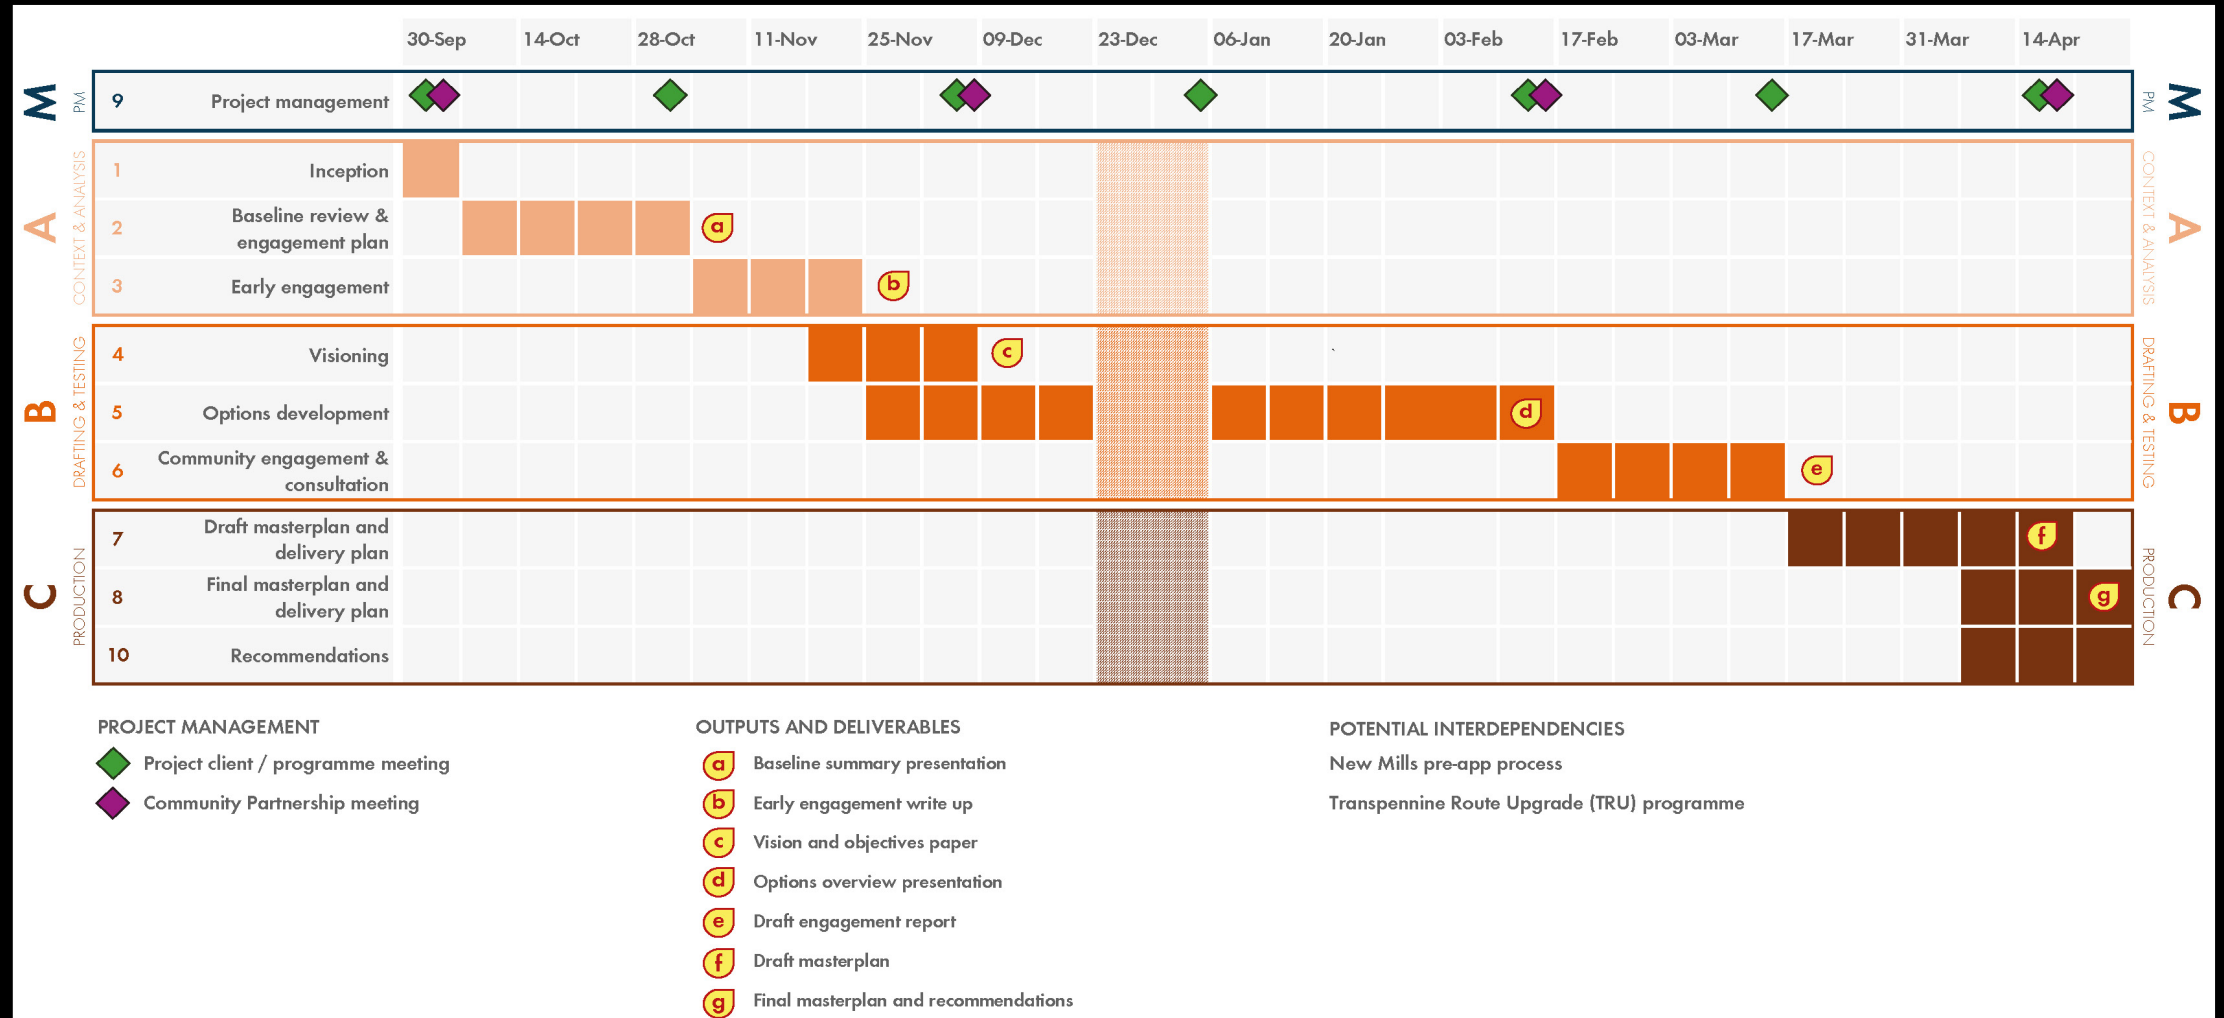 30-Sep 14-Oct 28-Oct 11-Nov 25-Nov 09-Dec 23-Dec 06-Jan 20-Jan 03-Feb 17-Feb 03-Mar 17-Mar 31-Mar 14-Apr
M PM 9 Project management PM M
A CONTEXT & ANALYSIS
1 Inception
2 Baseline review &
engagement plan a
3 Early engagement b
CONTEXT & ANALYSIS A
B DRAFTING & TESTING
4 Visioning c
5 Options development d
6 Community engagement &
consultation e
DRAFTING & TESTING B
C PRODUCTION
7 Draft masterplan and
delivery plan f
8 Final masterplan and
delivery plan g
10 Recommendations
PRODUCTION C
PROJECT MANAGEMENT
Project client / programme meeting
Community Partnership meeting
OUTPUTS AND DELIVERABLES
a Baseline summary presentation
b Early engagement write up
c Vision and objectives paper
d Options overview presentation
e Draft engagement report
f Draft masterplan
g Final masterplan and recommendations
POTENTIAL INTERDEPENDENCIES
New Mills pre-app process
Transpennine Route Upgrade (TRU) programme